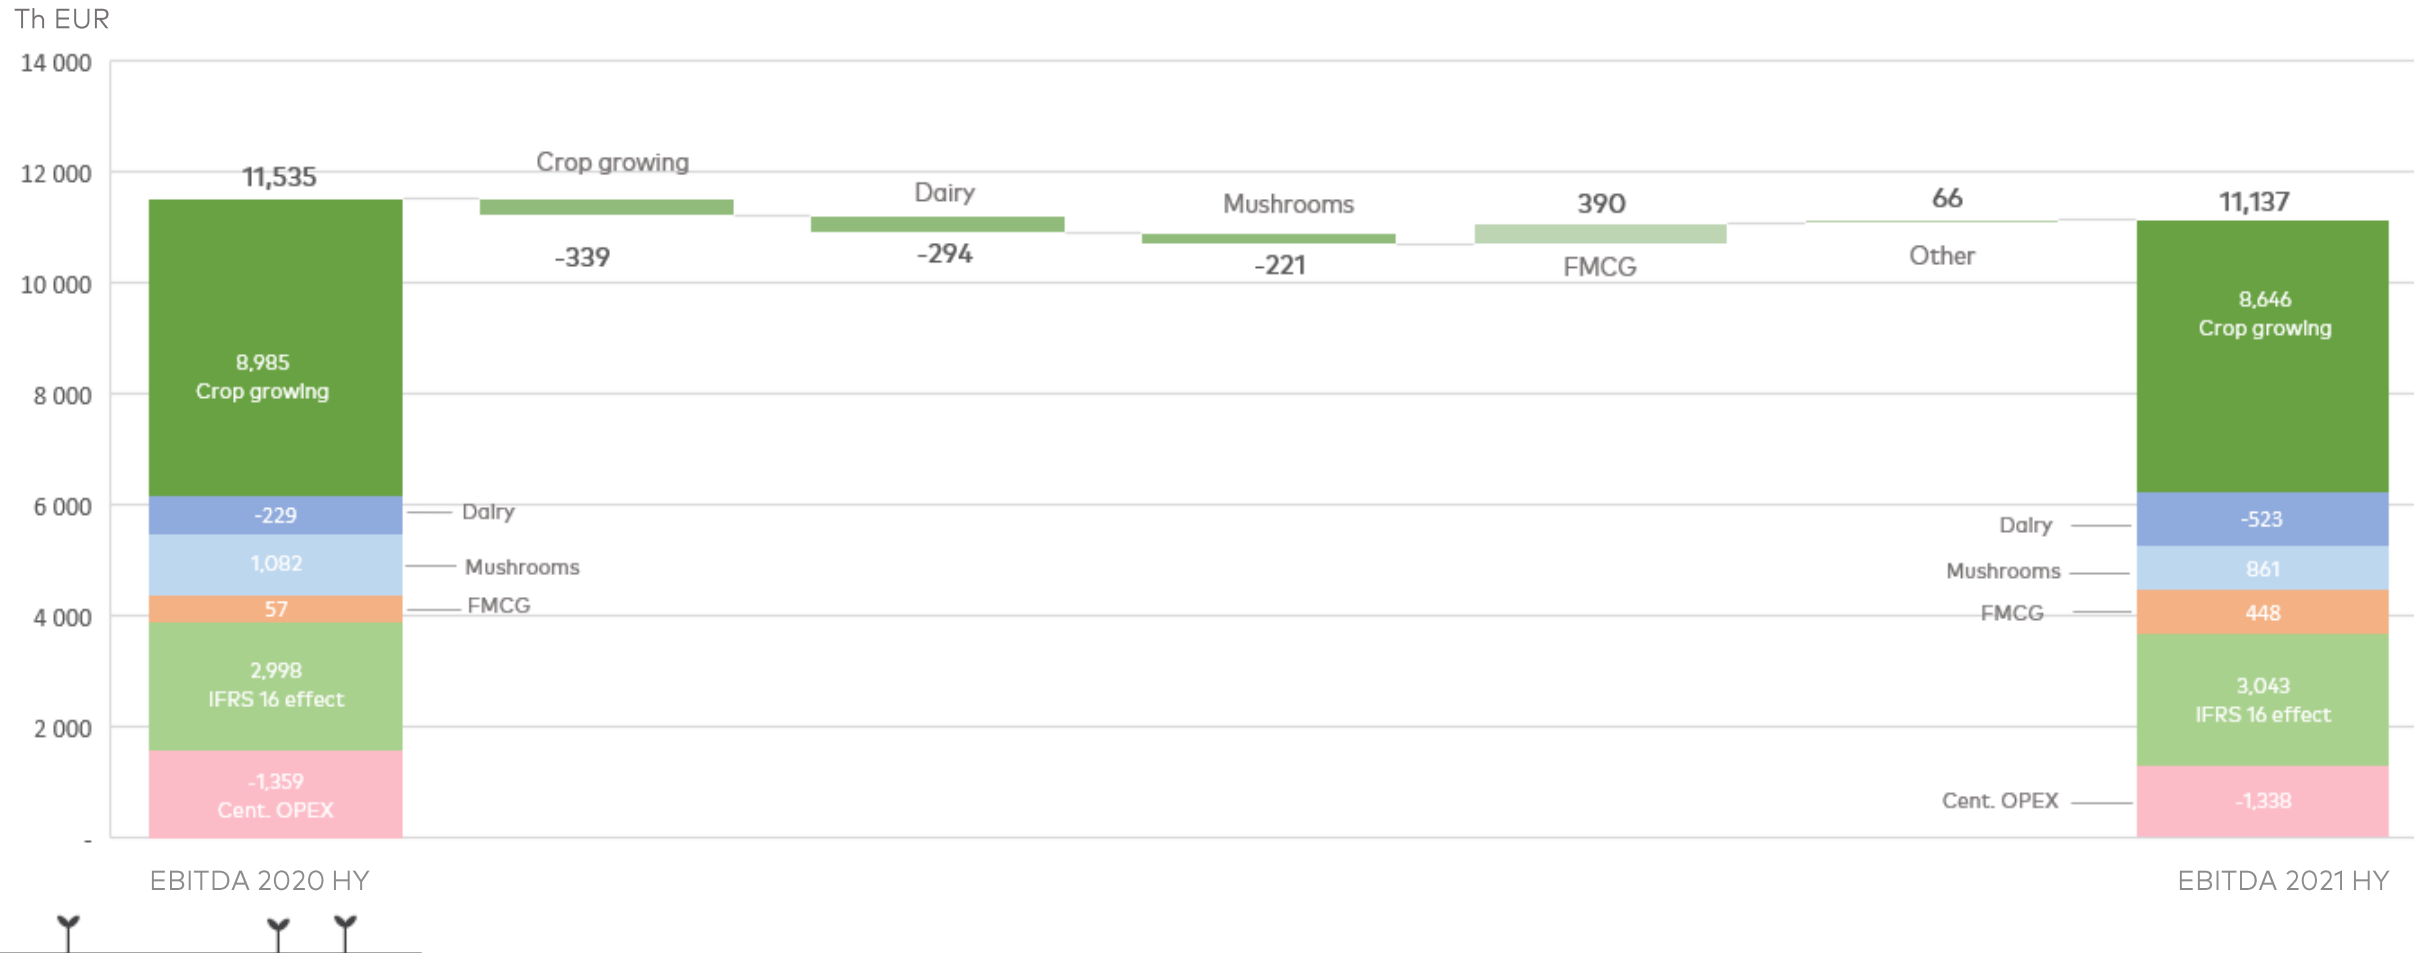 Th EUR
14 000
12 000
10 000
8 000
6 000
4 000
2 000
-
11,535
8,985
Crop growing
-229
Dairy
1,082
Mushrooms
57
FMCG
2,998
IFRS 16 effect
-1,359
Cent. OPEX
Crop growing
-339
Dairy
-294
Mushrooms
-221
390
FMCG
66
Other
11,137
8,646
Crop growing
Dairy
-523
Mushrooms
861
FMCG
448
3,043
IFRS 16 effect
Cent. OPEX
-1,338
EBITDA 2020 HY
EBITDA 2021 HY